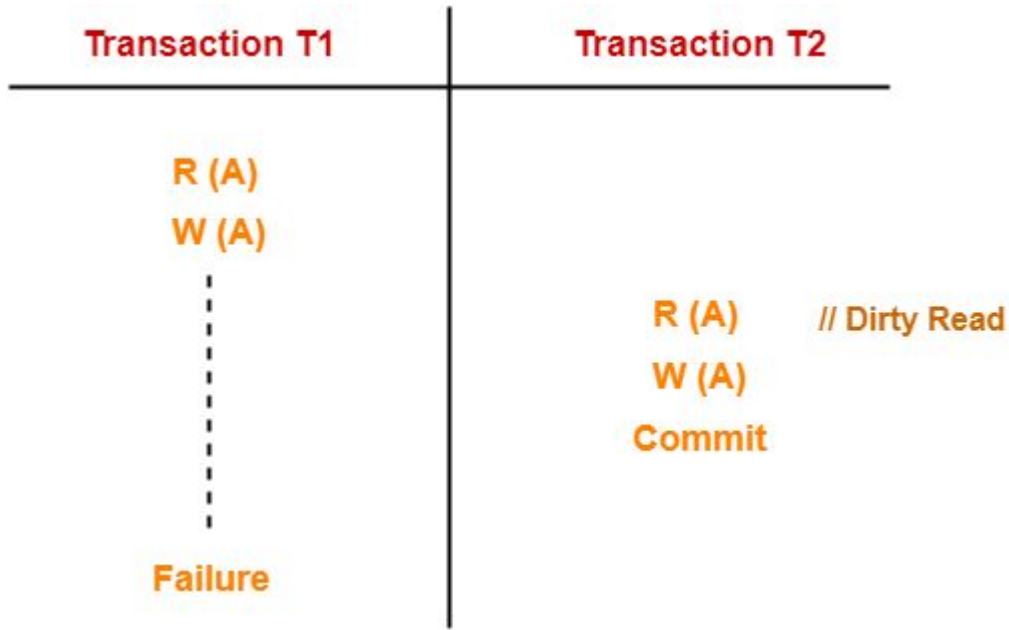 Transaction T1 Transaction T2
R (A)
W (A)
R (A) // Dirty Read
W (A)
Commit
Failure